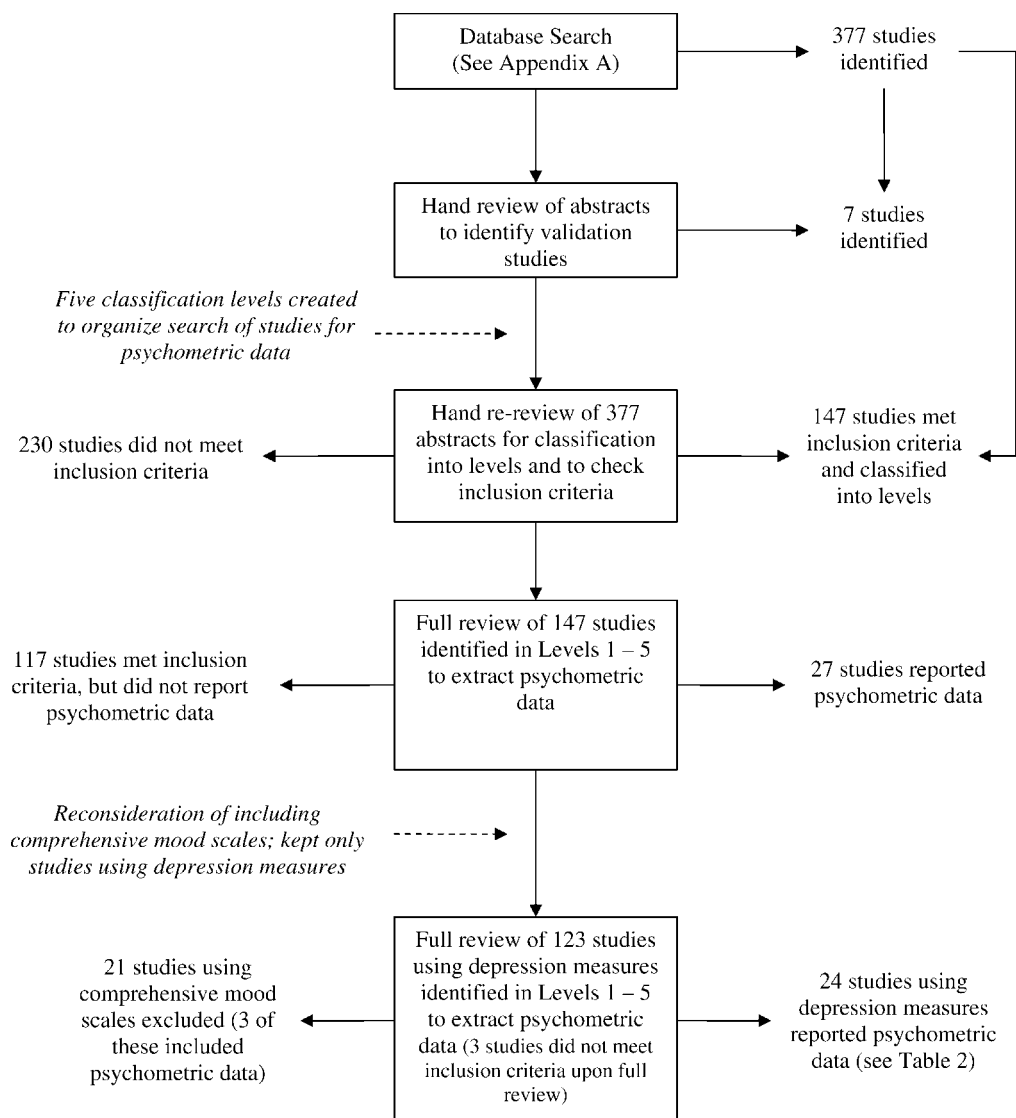 Database Search
(See Appendix A)
377 studies
identified
Hand review of abstracts
to identify validation
studies
7 studies
identified
Five classification levels created
to organize search of studies for
psychometric data
230 studies did not meet
inclusion criteria
Hand re-review of 377
abstracts for classification
into levels and to check
inclusion criteria
147 studies met
inclusion criteria
and classified
into levels
117 studies met inclusion
criteria, but did not report
psychometric data
Full review of 147 studies
identified in Levels 1 – 5
to extract psychometric
data
27 studies reported
psychometric data
Reconsideration of including
comprehensive mood scales; kept only
studies using depression measures
21 studies using
comprehensive mood
scales excluded (3 of
these included
psychometric data)
Full review of 123 studies
using depression measures
identified in Levels 1 – 5
to extract psychometric
data (3 studies did not meet
inclusion criteria upon full
review)
24 studies using
depression measures
reported psychometric
data (see Table 2)